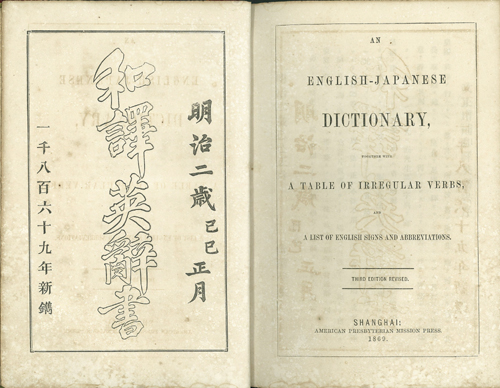 明治二歳己巳正月
和譯英辭書
一千八百六十九年新鐫
AN
ENGLISH-JAPANESE
DICTIONARY,
TOGETHER WITH
A TABLE OF IRREGULAR VERBS,
AND
A LIST OF ENGLISH SIGNS AND ABBREVIATIONS.
THIRD EDITION REVISED.
SHANGHAI:
AMERICAN PRESBYTERIAN MISSION PRESS.
1869.